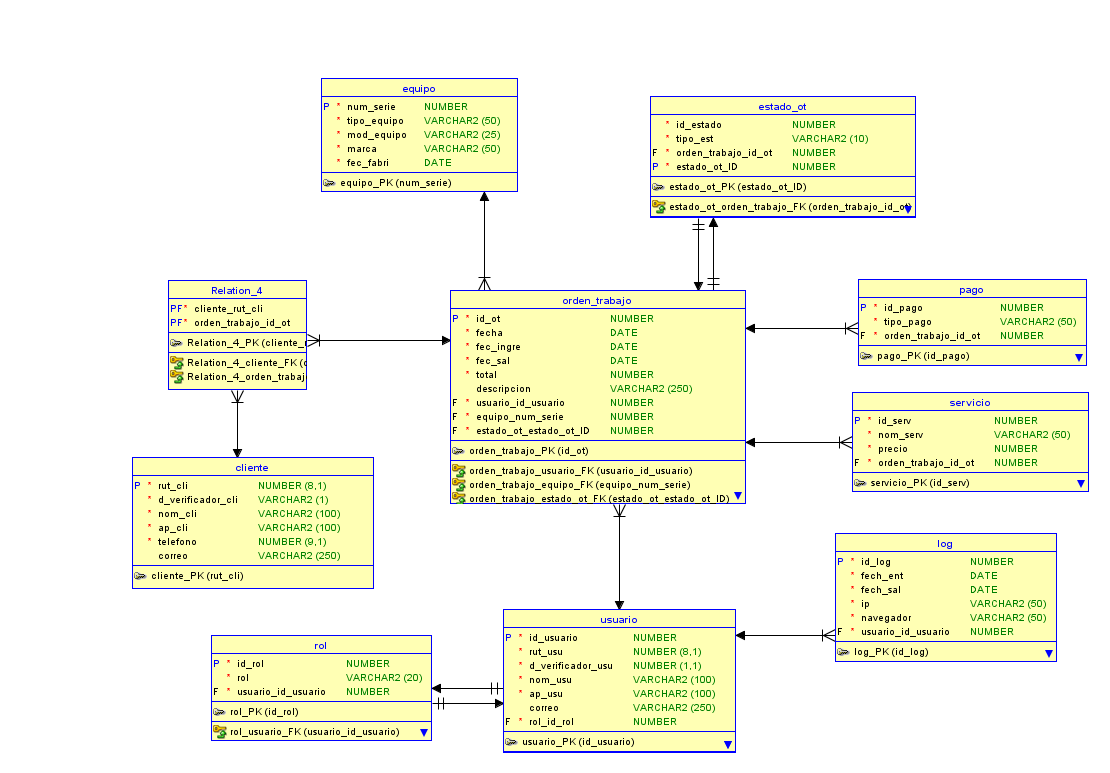 equipo
P * num_serie NUMBER
* tipo_equipo VARCHAR2 (50)
* mod_equipo VARCHAR2 (25)
* marca VARCHAR2 (50)
* fec_fabri DATE
equipo_PK (num_serie)
estado_ot
* id_estado NUMBER
* tipo_est VARCHAR2 (10)
F * orden_trabajo_id_ot NUMBER
P * estado_ot_ID NUMBER
estado_ot_PK (estado_ot_ID)
estado_ot_orden_trabajo_FK (orden_trabajo_id_ot)
Relation_4
PF* cliente_rut_cli
PF* orden_trabajo_id_ot
Relation_4_PK (cliente_r
Relation_4_cliente_FK (c
Relation_4_orden_trabaj
orden_trabajo
P * id_ot NUMBER
* fecha DATE
* fec_ingre DATE
* fec_sal DATE
* total NUMBER
descripcion VARCHAR2 (250)
F * usuario_id_usuario NUMBER
F * equipo_num_serie NUMBER
F * estado_ot_estado_ot_ID NUMBER
orden_trabajo_PK (id_ot)
orden_trabajo_usuario_FK (usuario_id_usuario)
orden_trabajo_equipo_FK (equipo_num_serie)
orden_trabajo_estado_ot_FK (estado_ot_estado_ot_ID)
pago
P * id_pago NUMBER
* tipo_pago VARCHAR2 (50)
F * orden_trabajo_id_ot NUMBER
pago_PK (id_pago)
servicio
P * id_serv NUMBER
* nom_serv VARCHAR2 (50)
* precio NUMBER
F * orden_trabajo_id_ot NUMBER
servicio_PK (id_serv)
cliente
P * rut_cli NUMBER (8,1)
* d_verificador_cli VARCHAR2 (1)
* nom_cli VARCHAR2 (100)
* ap_cli VARCHAR2 (100)
* telefono NUMBER (9,1)
correo VARCHAR2 (250)
cliente_PK (rut_cli)
log
P * id_log NUMBER
* fech_ent DATE
* fech_sal DATE
* ip VARCHAR2 (50)
* navegador VARCHAR2 (50)
F * usuario_id_usuario NUMBER
log_PK (id_log)
usuario
P * id_usuario NUMBER
* rut_usu NUMBER (8,1)
* d_verificador_usu NUMBER (1,1)
* nom_usu VARCHAR2 (100)
* ap_usu VARCHAR2 (100)
correo VARCHAR2 (250)
F * rol_id_rol NUMBER
usuario_PK (id_usuario)
rol
P * id_rol NUMBER
* rol VARCHAR2 (20)
F * usuario_id_usuario NUMBER
rol_PK (id_rol)
rol_usuario_FK (usuario_id_usuario)